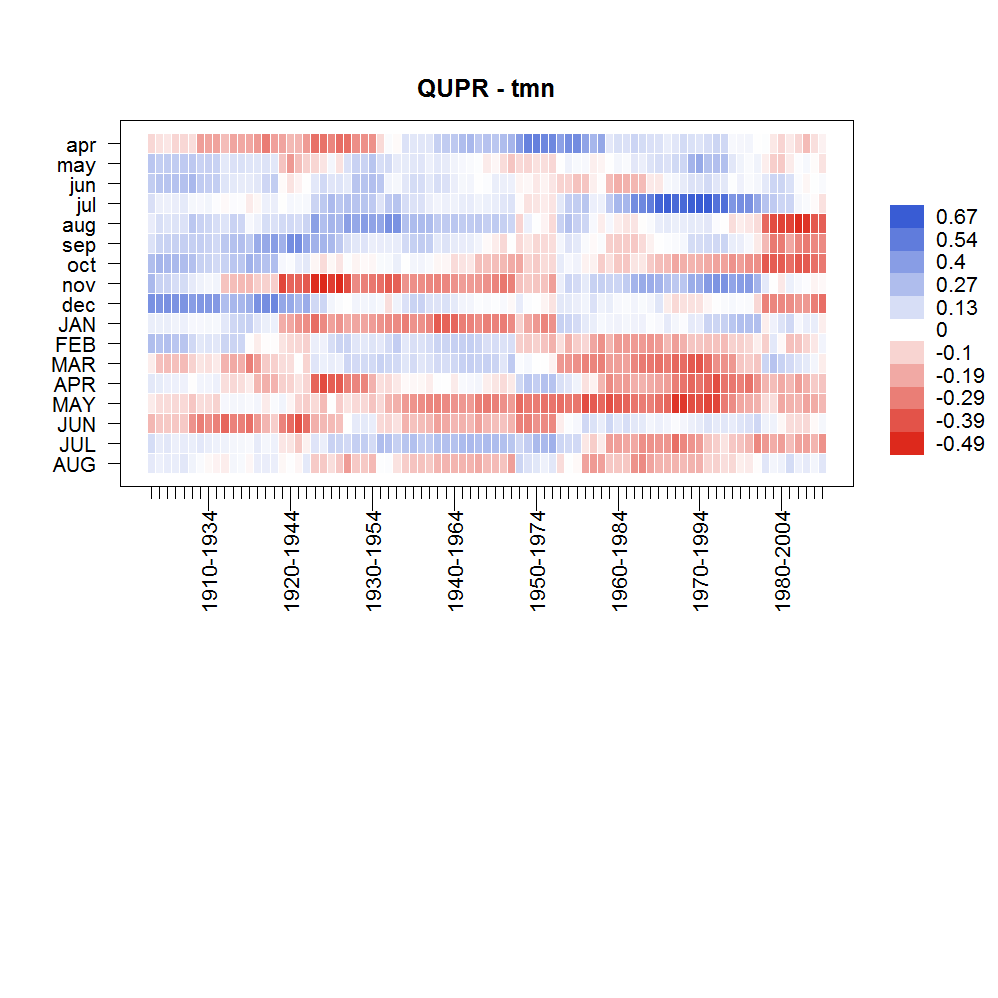 QUPR - tmn
apr
may
jun
jul
aug
sep
oct
nov
dec
JAN
FEB
MAR
APR
MAY
JUN
JUL
AUG
0.67
0.54
0.4
0.27
0.13
0
-0.1
-0.19
-0.29
-0.39
-0.49
1910-1934
1920-1944
1930-1954
1940-1964
1950-1974
1960-1984
1970-1994
1980-2004